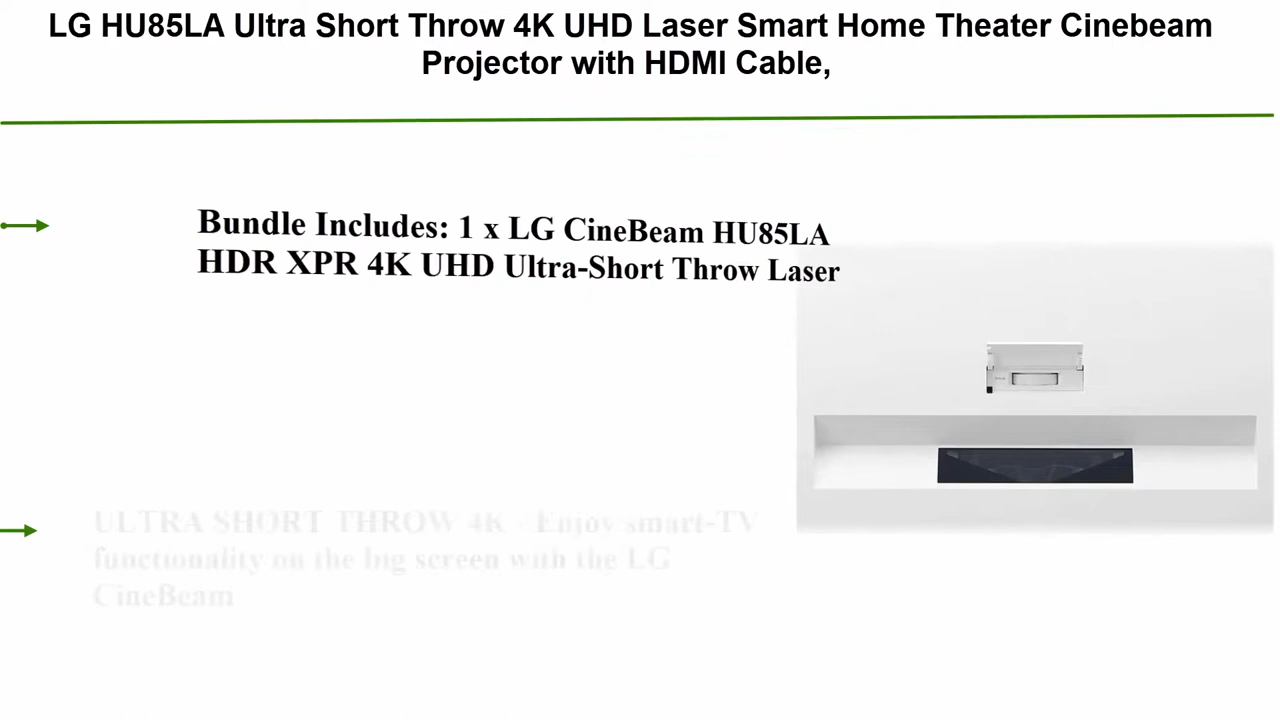 LG HU85LA Ultra Short Throw 4K UHD Laser Smart Home Theater Cinebeam
Projector with HDMI Cable,
Bundle Includes: 1 x LG CineBeam HU85LA
HDR XPR 4K UHD Ultra-Short Throw Laser
ULTRA SHORT THROW 4K - Enjoy smart-TV
functionality on the big screen with the LG
CineBeam